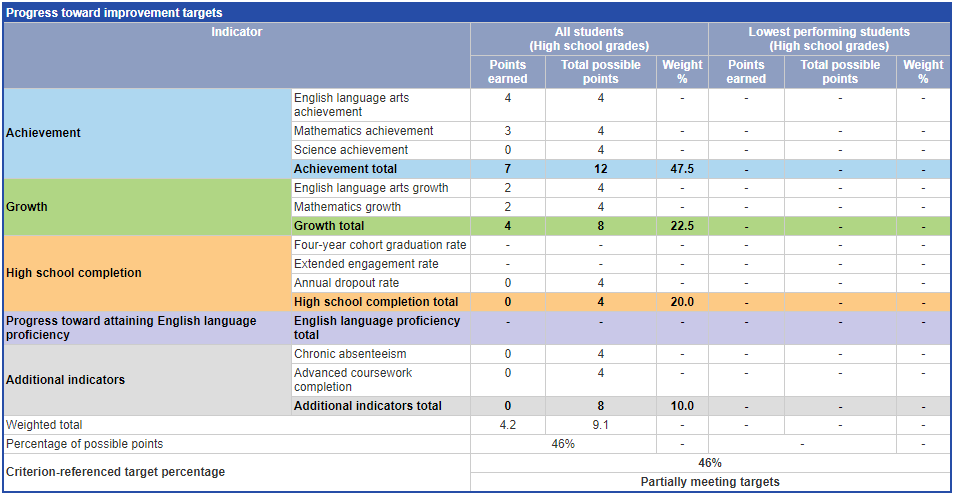 Progress toward improvement targets
Indicator
All students
(High school grades)
Lowest performing students
(High school grades)
Points earned
Total possible points
Weight %
Points earned
Total possible points
Weight %
Achievement
English language arts achievement 4 4 - - - -
Mathematics achievement 3 4 - - - -
Science achievement 0 4 - - - -
Achievement total 7 12 47.5 - - -
Growth
English language arts growth 2 4 - - - -
Mathematics growth 2 4 - - - -
Growth total 4 8 22.5 - - -
High school completion
Four-year cohort graduation rate - - - - - -
Extended engagement rate - - - - - -
Annual dropout rate 0 4 - - - -
High school completion total 0 4 20.0 - - -
Progress toward attaining English language proficiency
English language proficiency total - - - - - -
Additional indicators
Chronic absenteeism 0 4 - - - -
Advanced coursework completion 0 4 - - - -
Additional indicators total 0 8 10.0 - - -
Weighted total 4.2 9.1 - - - -
Percentage of possible points 46% - - -
Criterion-referenced target percentage
46%
Partially meeting targets